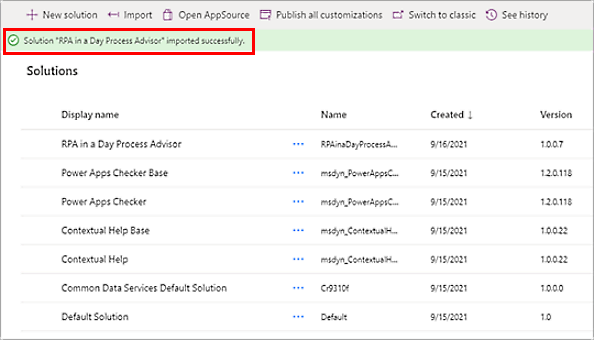 New solution Import Open AppSource Publish all customizations Switch to classic See history
Solution "RPA in a Day Process Advisor" imported successfully.
Solutions
Display name Name Created ↓ Version
RPA in a Day Process Advisor ... RPAinaDayProcessA... 9/16/2021 1.0.0.7
Power Apps Checker Base ... msdyn_PowerAppsC... 9/15/2021 1.2.0.118
Power Apps Checker ... msdyn_PowerAppsC... 9/15/2021 1.2.0.118
Contextual Help Base ... msdyn_ContextualH... 9/15/2021 1.0.0.22
Contextual Help ... msdyn_ContextualH... 9/15/2021 1.0.0.22
Common Data Services Default Solution ... Cr9310f 9/15/2021 1.0.0.0
Default Solution ... Default 9/15/2021 1.0